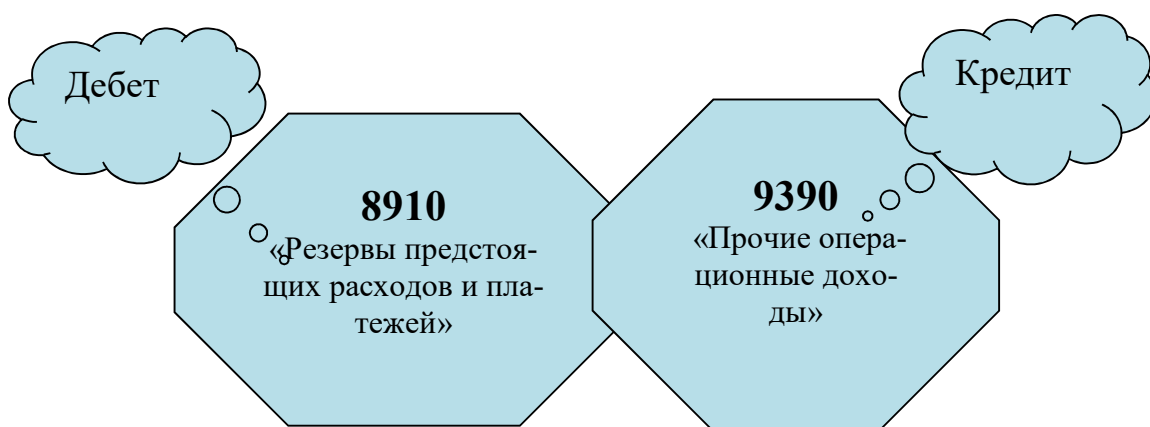 Дебет
Кредит
8910
«Резервы предстоя-
щих расходов и пла-
тежей»
9390
«Прочие опера-
ционные дохо-
ды»